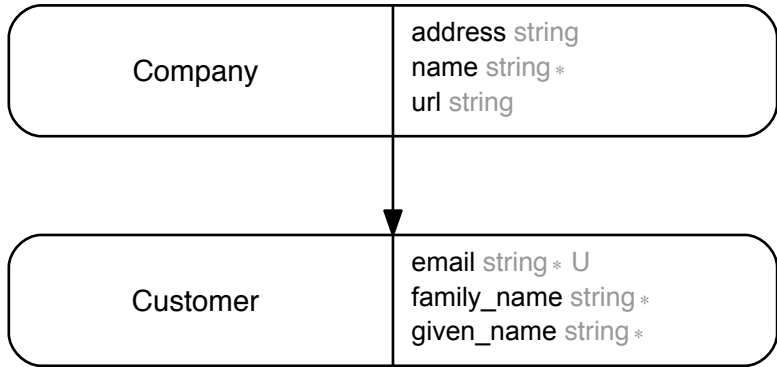 Company
address string
name string *
url string
Customer
email string * U
family_name string *
given_name string *